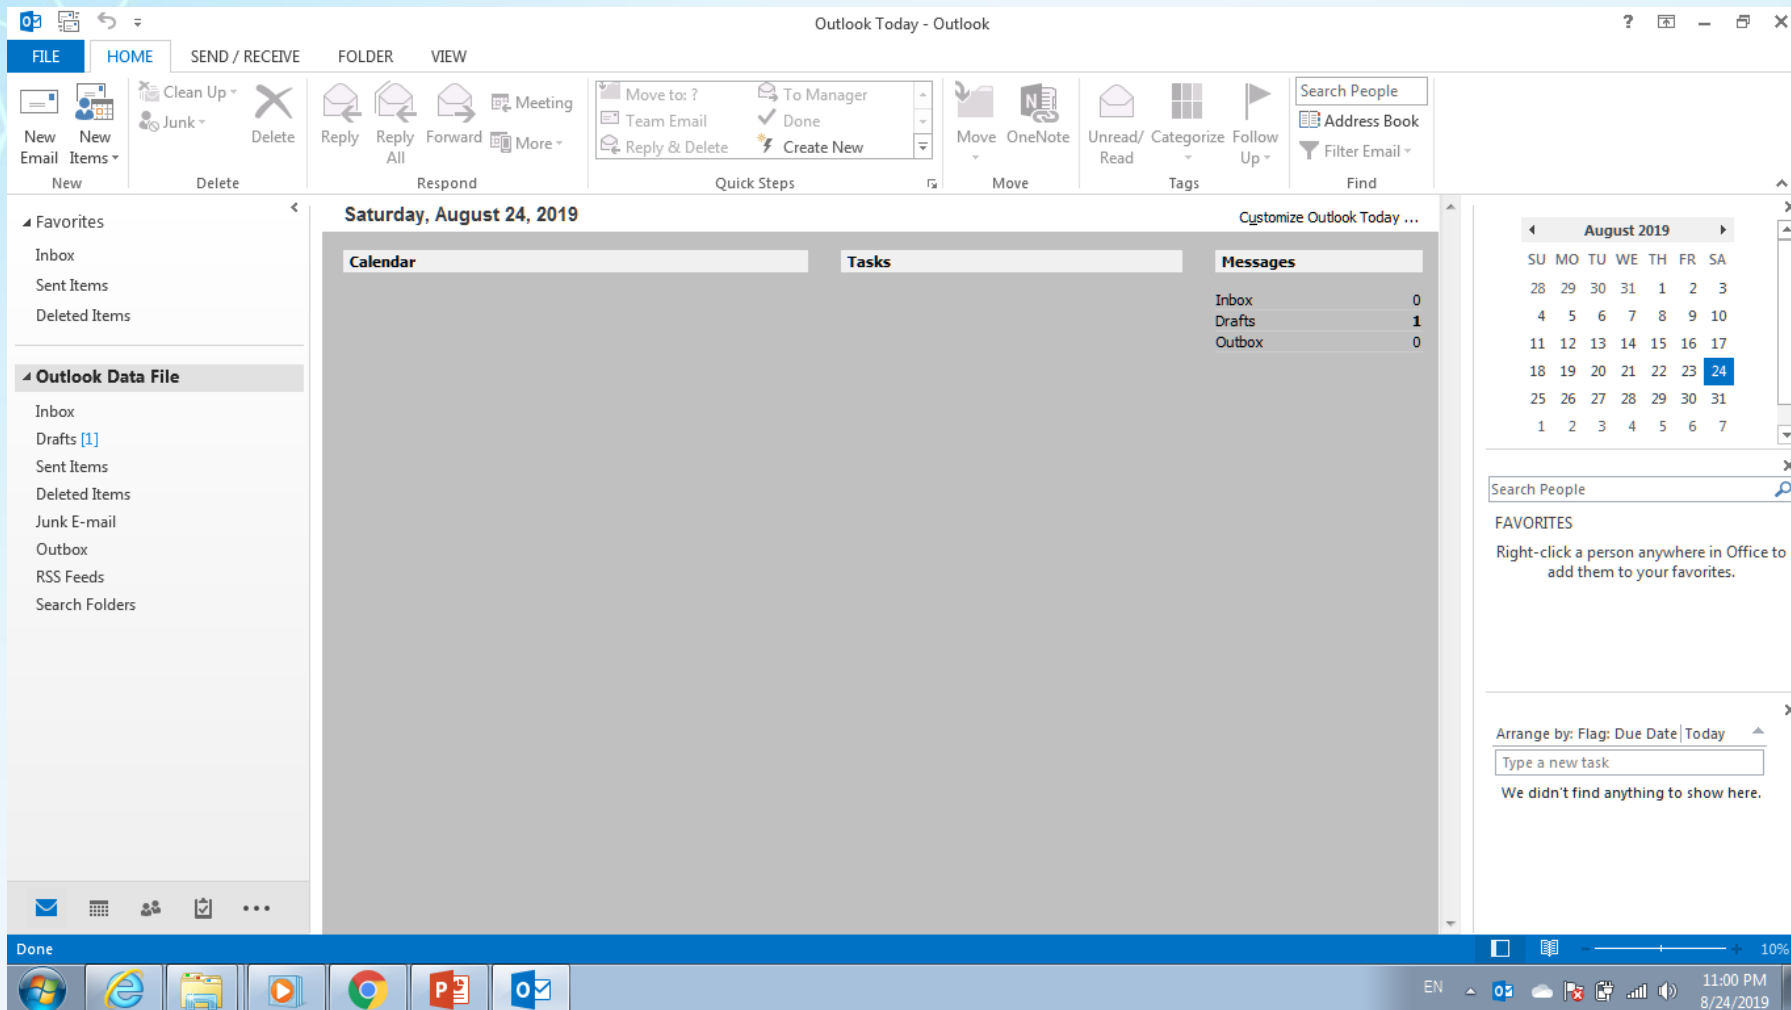 Outlook Today - Outlook
?
FILE HOME SEND / RECEIVE FOLDER VIEW
New Email
New Items
New
Clean Up
Junk
Delete
Delete
Reply
Reply All
Forward
Meeting
More
Respond
Move to: ?
Team Email
Reply & Delete
To Manager
Done
Create New
Quick Steps
Move
OneNote
Move
Unread/ Read
Categorize
Follow Up
Tags
Search People
Address Book
Filter Email
Find
Favorites
Inbox
Sent Items
Deleted Items
Outlook Data File
Inbox
Drafts [1]
Sent Items
Deleted Items
Junk E-mail
Outbox
RSS Feeds
Search Folders
Saturday, August 24, 2019
Customize Outlook Today ...
Calendar
Tasks
Messages
Inbox 0
Drafts 1
Outbox 0
August 2019
SU MO TU WE TH FR SA
28 29 30 31 1 2 3
4 5 6 7 8 9 10
11 12 13 14 15 16 17
18 19 20 21 22 23 24
25 26 27 28 29 30 31
1 2 3 4 5 6 7
Search People
FAVORITES
Right-click a person anywhere in Office to
add them to your favorites.
Arrange by: Flag: Due Date Today
Type a new task
We didn't find anything to show here.
Done
10%
EN
11:00 PM
8/24/2019